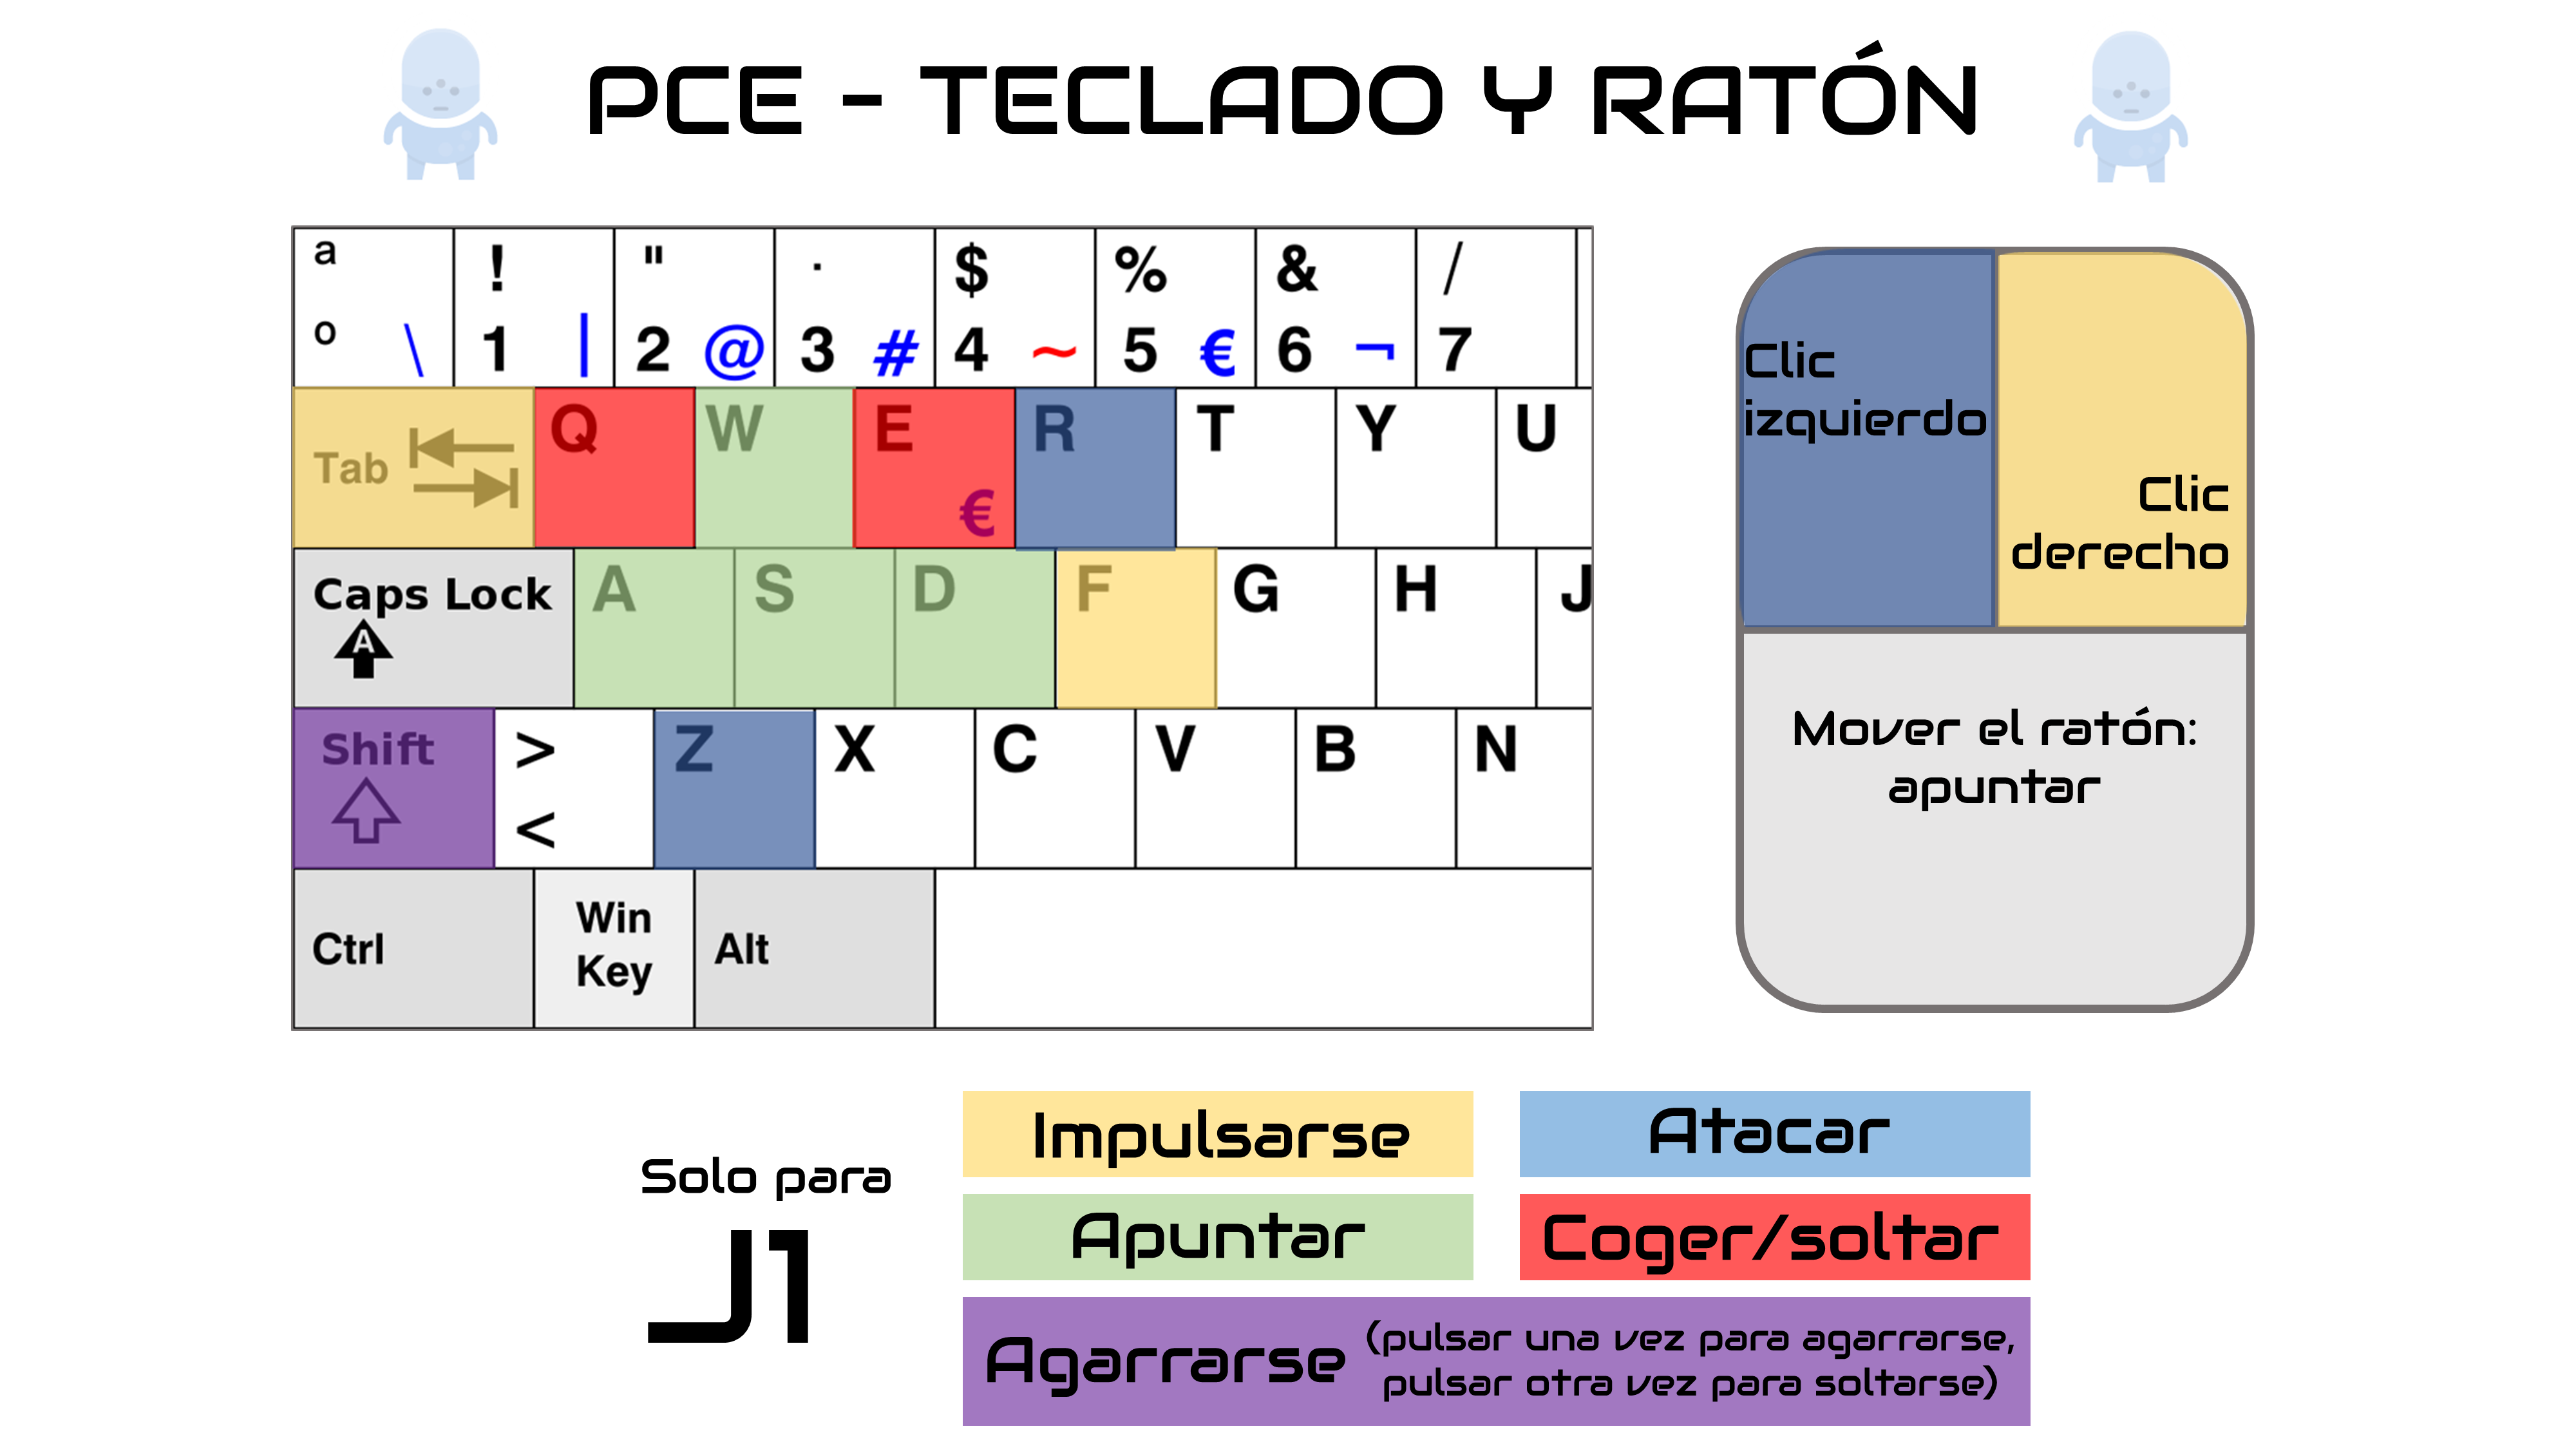 PCE - TECLADO Y RATÓN
a ! " · $ % & /
º \ 1 | 2 @ 3 # 4 ~ 5 € 6 ¬ 7
Tab Q W E € R T Y U
Caps Lock A S D F G H J
A
Shift > Z X C V B N
<
Ctrl Win Key Alt
Clic
izquierdo
Clic
derecho
Mover el ratón:
apuntar
Solo para
J1
Impulsarse
Atacar
Apuntar
Coger/soltar
Agarrarse (pulsar una vez para agarrarse,
pulsar otra vez para soltarse)